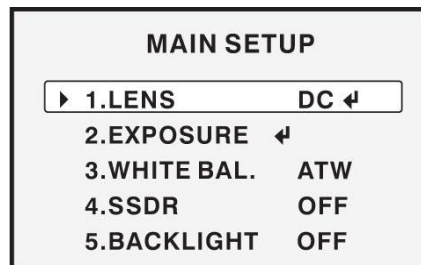 MAIN SETUP
1.LENS DC ↲
2.EXPOSURE ↲
3.WHITE BAL. ATW
4.SSDR OFF
5.BACKLIGHT OFF